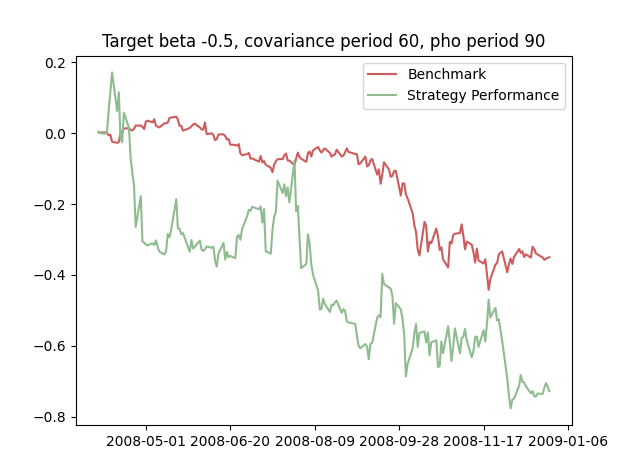 Target beta -0.5, covariance period 60, pho period 90
Benchmark
Strategy Performance
0.2
0.0
−0.2
−0.4
−0.6
−0.8
2008-05-01 2008-06-20 2008-08-09 2008-09-28 2008-11-17 2009-01-06